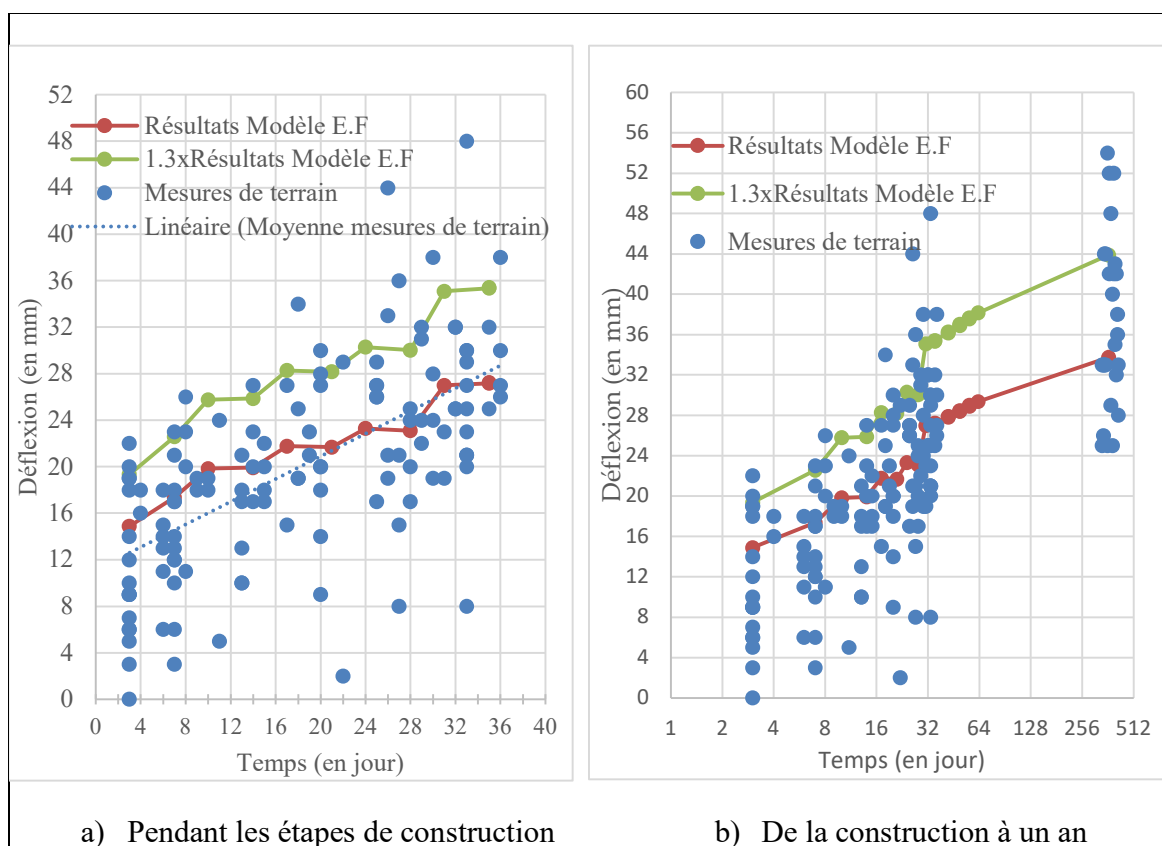 52
48
44
40
36
32
28
24
20
16
12
8
4
0
Déflexion (en mm)
Résultats Modèle E.F
1.3xRésultats Modèle E.F
Mesures de terrain
Linéaire (Moyenne mesures de terrain)
0 4 8 12 16 20 24 28 32 36 40
Temps (en jour)
a) Pendant les étapes de construction
60
56
52
48
44
40
36
32
28
24
20
16
12
8
4
0
Déflexion (en mm)
Résultats Modèle E.F
1.3xRésultats Modèle E.F
Mesures de terrain
1 2 4 8 16 32 64 128 256 512
Temps (en jour)
b) De la construction à un an